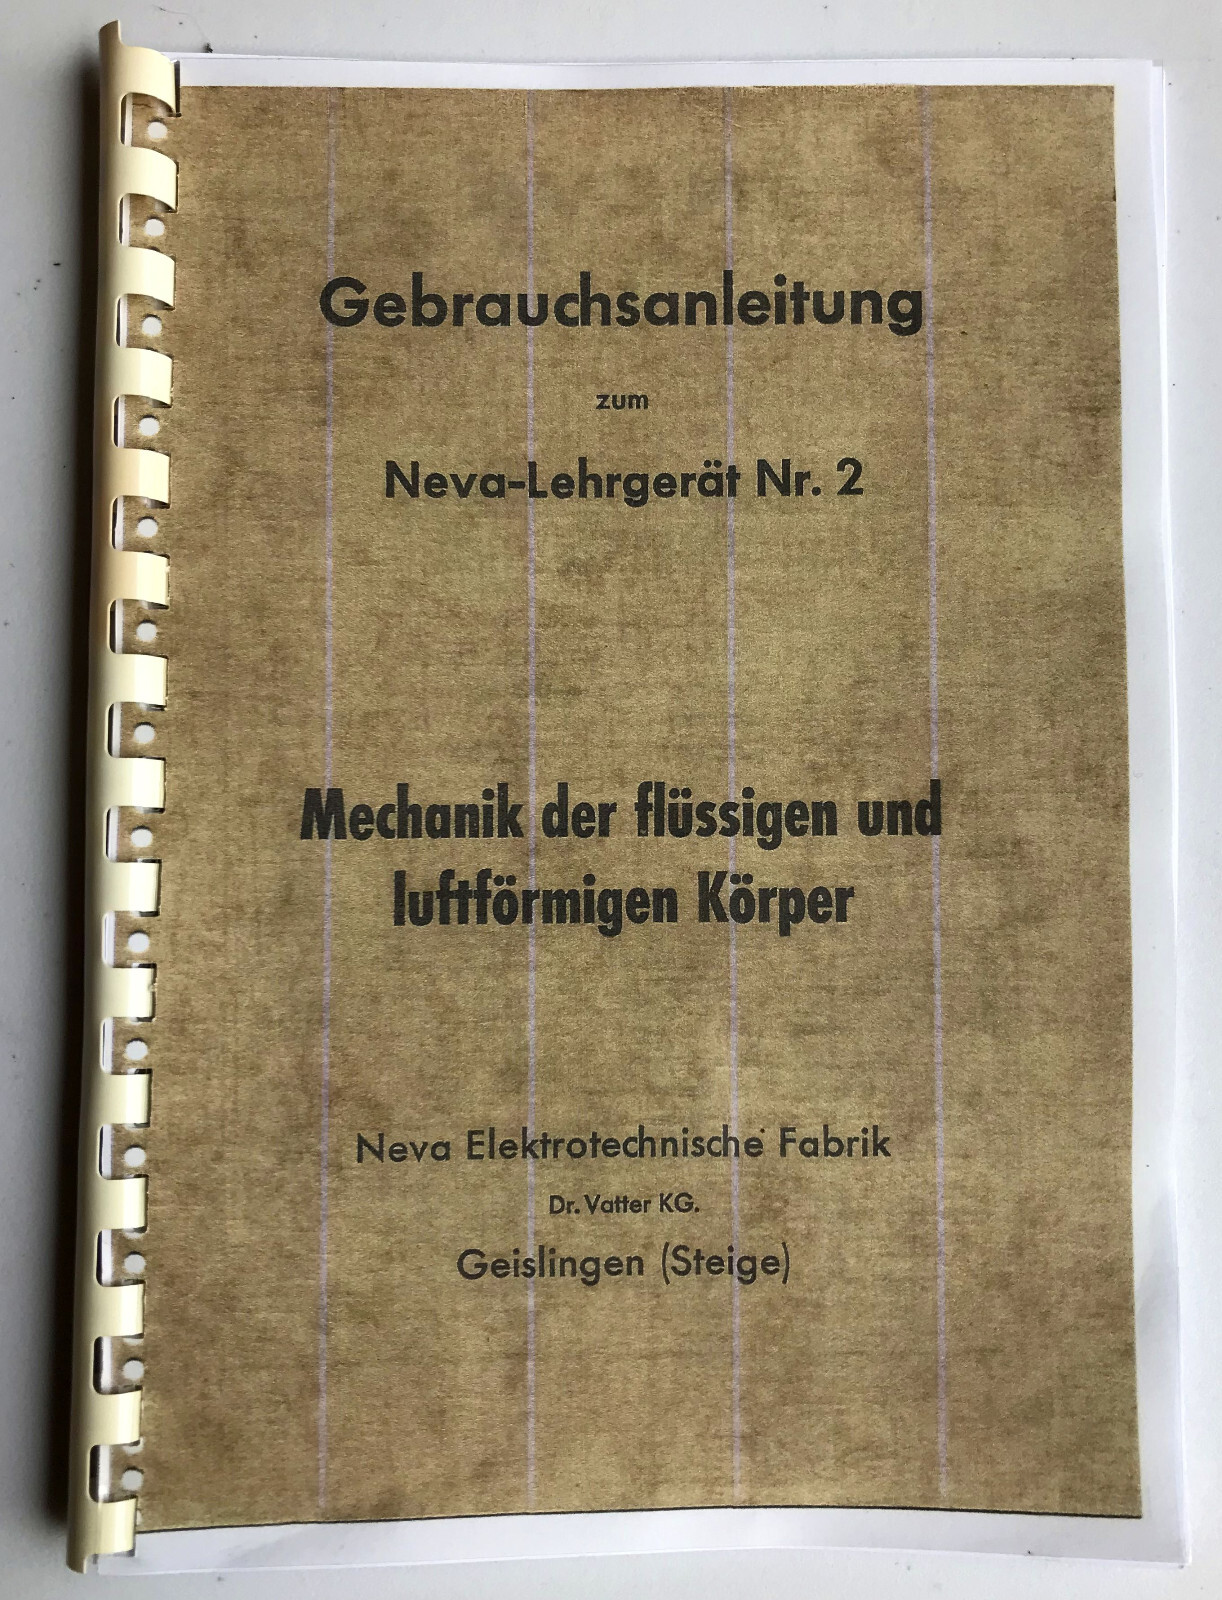 Gebrauchsanleitung
zum
Neva-Lehrgerät Nr. 2
Mechanik der flüssigen und
luftförmigen Körper
Neva Elektrotechnische Fabrik
Dr. Vatter KG.
Geislingen (Steige)